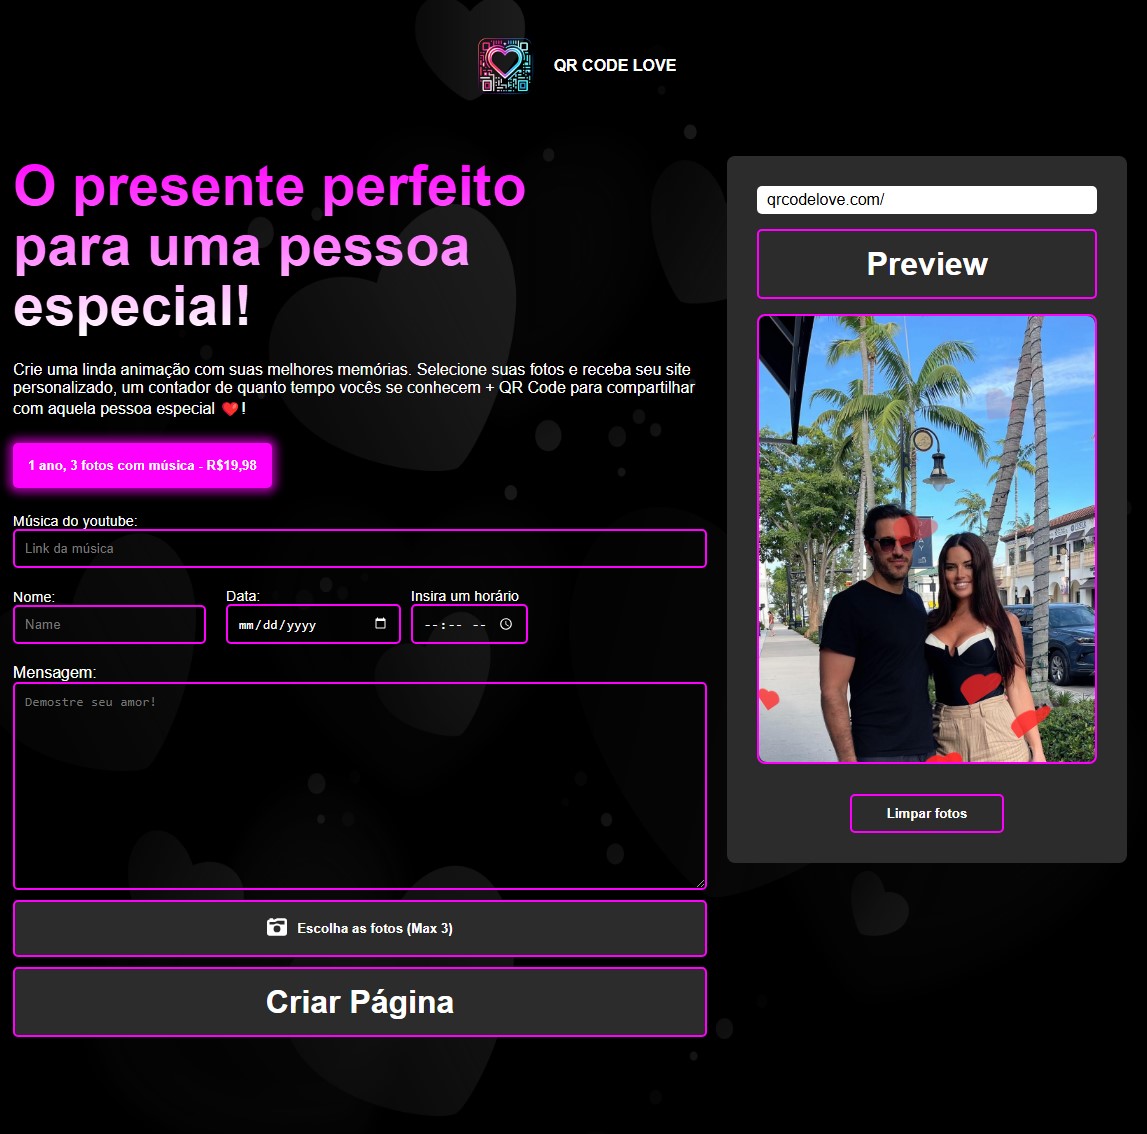 QR CODE LOVE
O presente perfeito
para uma pessoa
especial!
Crie uma linda animação com suas melhores memórias. Selecione suas fotos e receba seu site
personalizado, um contador de quanto tempo vocês se conhecem + QR Code para compartilhar
com aquela pessoa especial ❤️!
1 ano, 3 fotos com música - R$19,98
Música do youtube:
Link da música
Nome:
Name
Data:
mm/dd/yyyy
Insira um horário
--:-- --
Mensagem:
Demostre seu amor!
Escolha as fotos (Max 3)
Criar Página
qrcodelove.com/
Preview
Limpar fotos